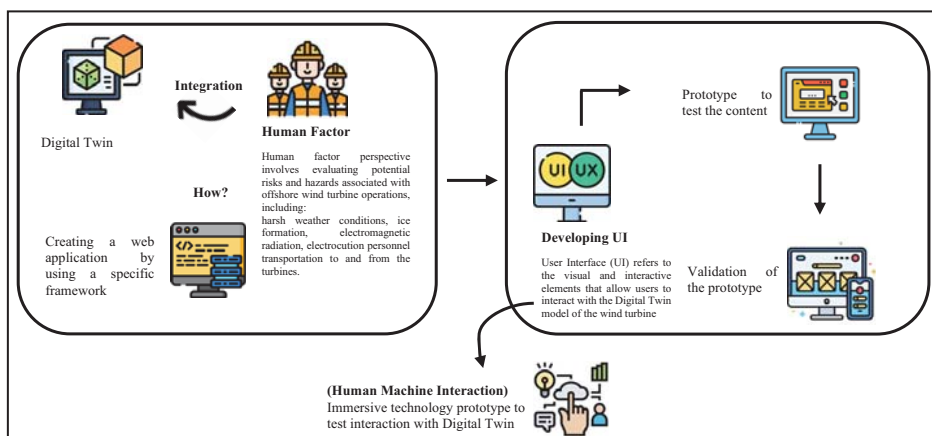 Integration
Digital Twin
Human Factor
Human factor perspective
involves evaluating potential
risks and hazards associated with
offshore wind turbine operations,
including:
harsh weather conditions, ice
formation, electromagnetic
radiation, electrocution personnel
transportation to and from the
turbines.
How?
Creating a web
application by
using a specific
framework
</>
UI UX
Developing UI
User Interface (UI) refers to
the visual and interactive
elements that allow users to
interact with the Digital Twin
model of the wind turbine
Prototype to
test the content
Validation of
the prototype
(Human Machine Interaction)
Immersive technology prototype to
test interaction with Digital Twin